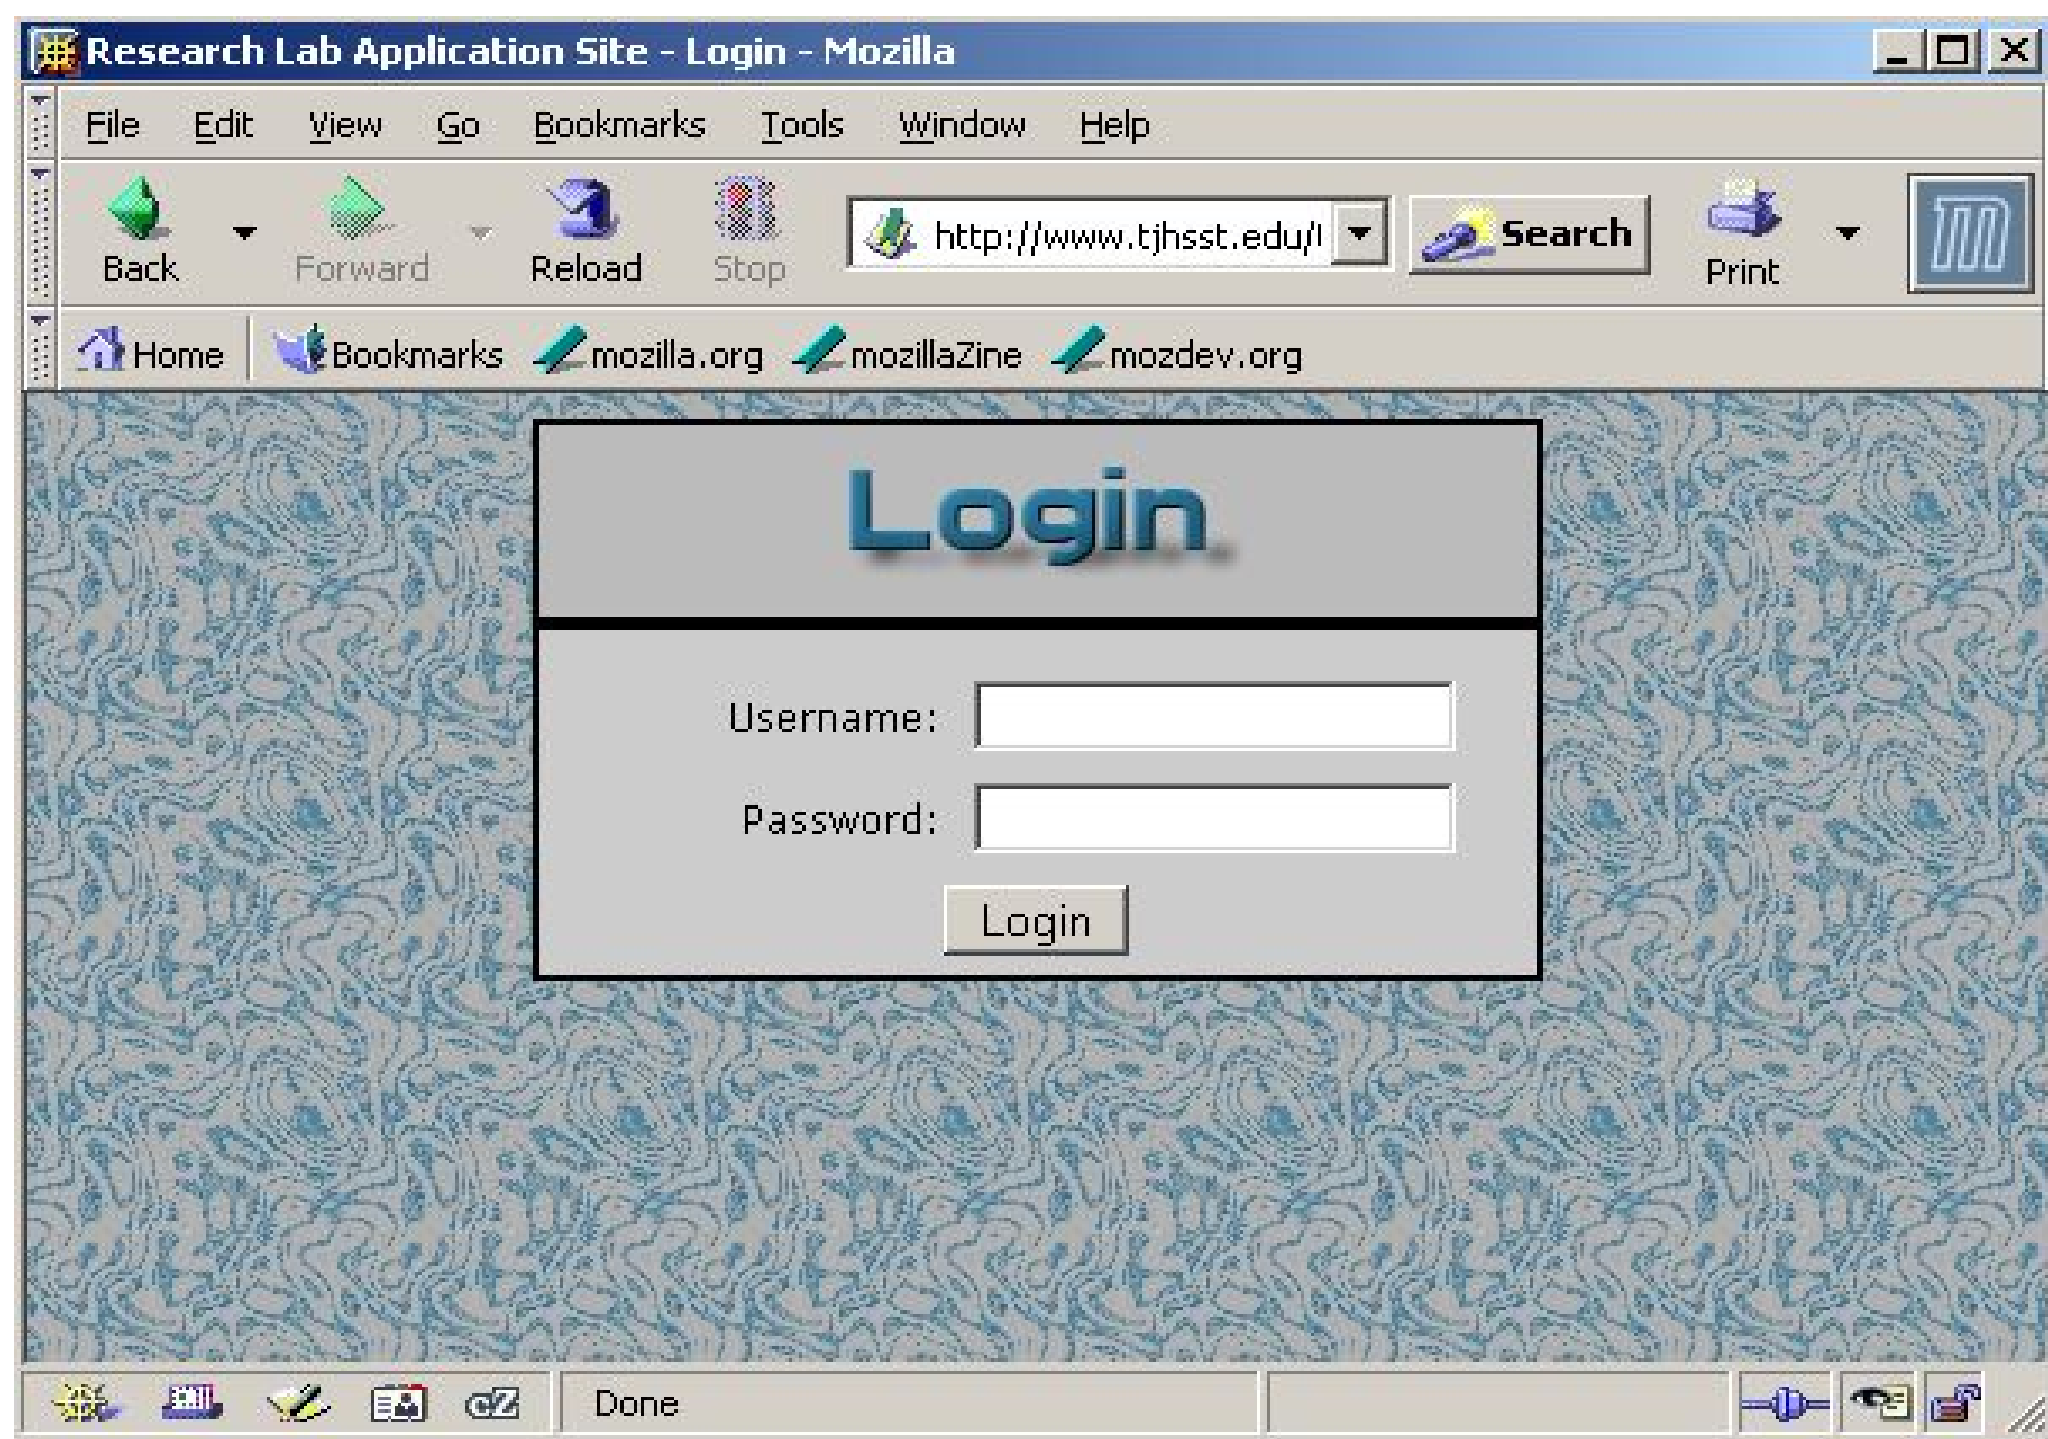 Research Lab Application Site - Login - Mozilla
File Edit View Go Bookmarks Tools Window Help
Back Forward Reload Stop http://www.tjhsst.edu/ Search Print
Home Bookmarks mozilla.org mozillaZine mozdev.org
Login
Username:
Password:
Login
cZ Done